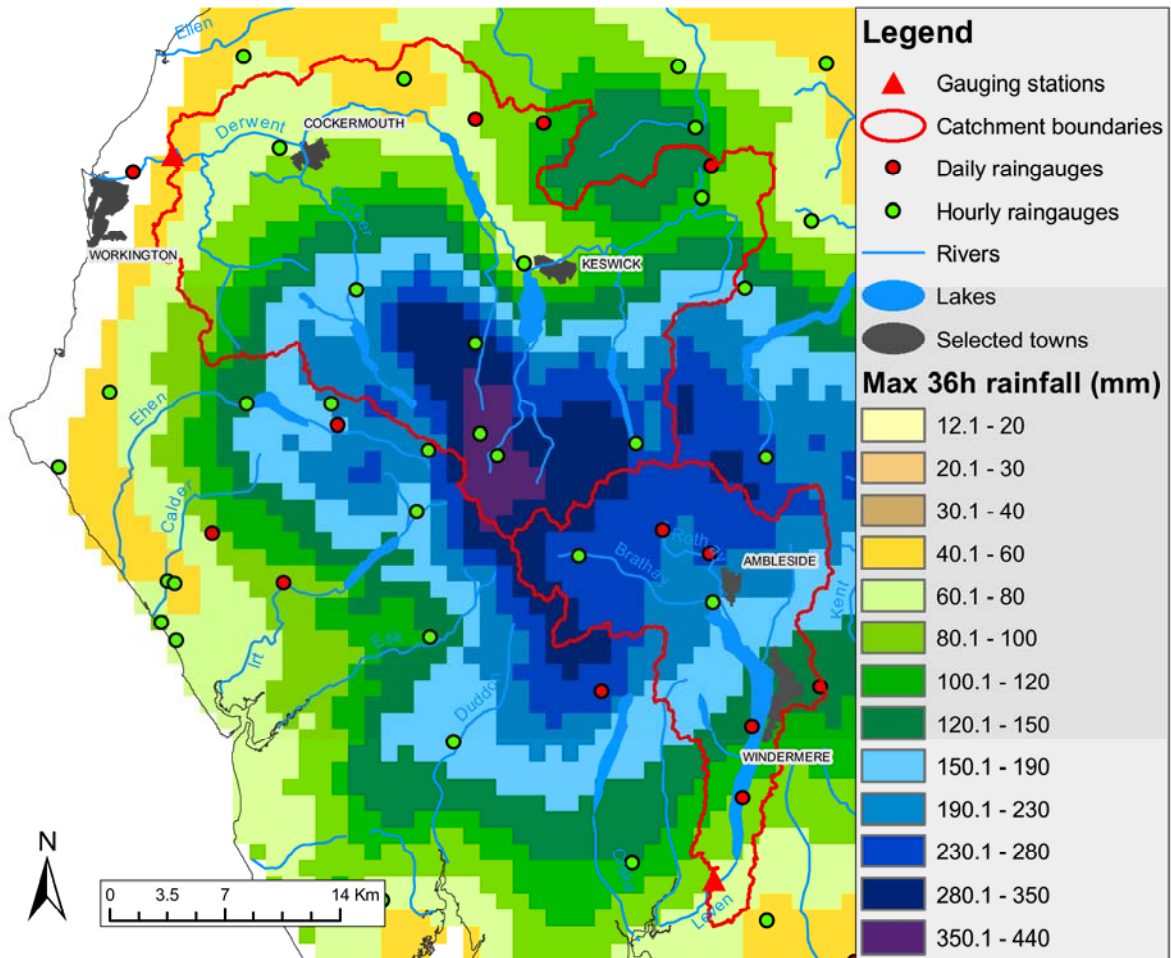 Ellen
Derwent
COCKERMOUTH
Cocker
WORKINGTON
KESWICK
Ehen
Calder
Rothay
Brathay
AMBLESIDE
Kent
Irt
Esk
Duddon
WINDERMERE
Crake
Leven
N
0 3.5 7 14 Km
Legend
Gauging stations
Catchment boundaries
Daily raingauges
Hourly raingauges
Rivers
Lakes
Selected towns
Max 36h rainfall (mm)
12.1 - 20
20.1 - 30
30.1 - 40
40.1 - 60
60.1 - 80
80.1 - 100
100.1 - 120
120.1 - 150
150.1 - 190
190.1 - 230
230.1 - 280
280.1 - 350
350.1 - 440